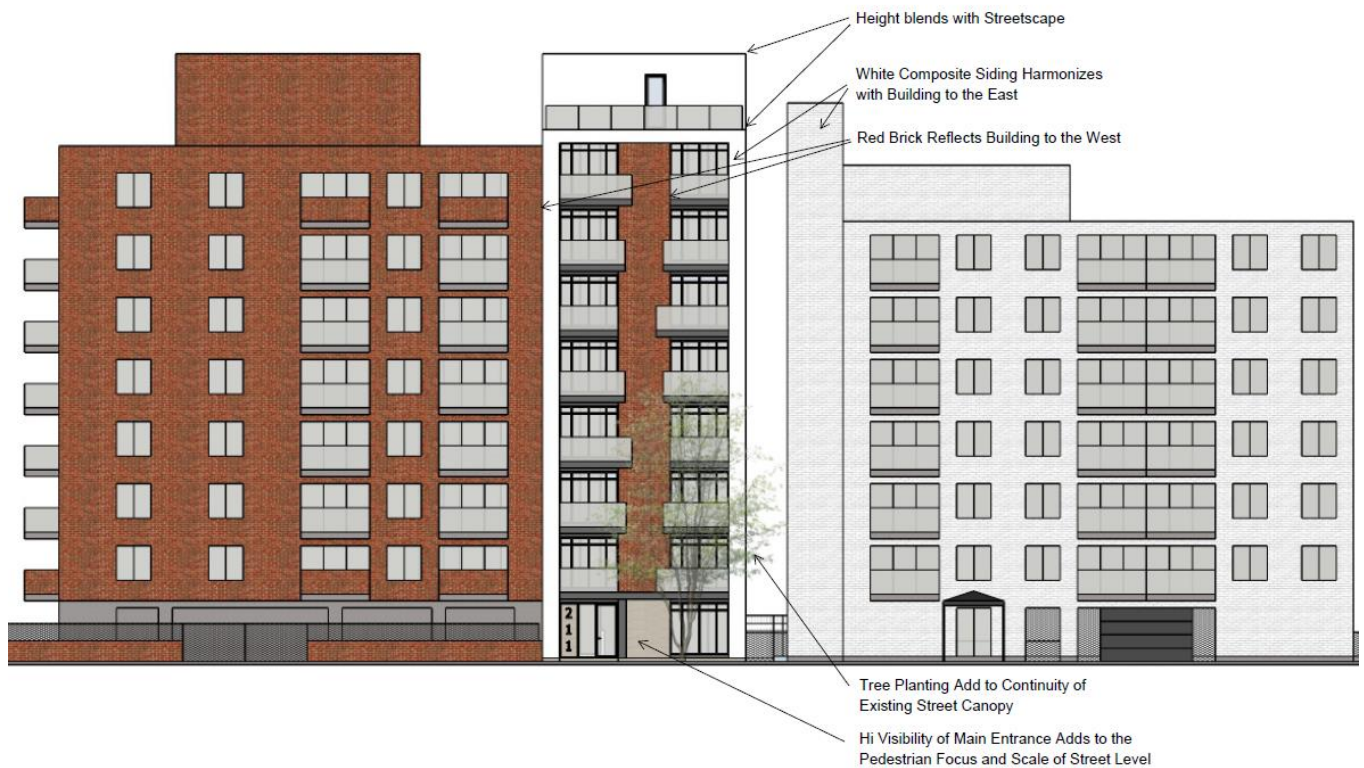 Height blends with Streetscape
White Composite Siding Harmonizes
with Building to the East
Red Brick Reflects Building to the West
2
1
1
Tree Planting Add to Continuity of
Existing Street Canopy
Hi Visibility of Main Entrance Adds to the
Pedestrian Focus and Scale of Street Level